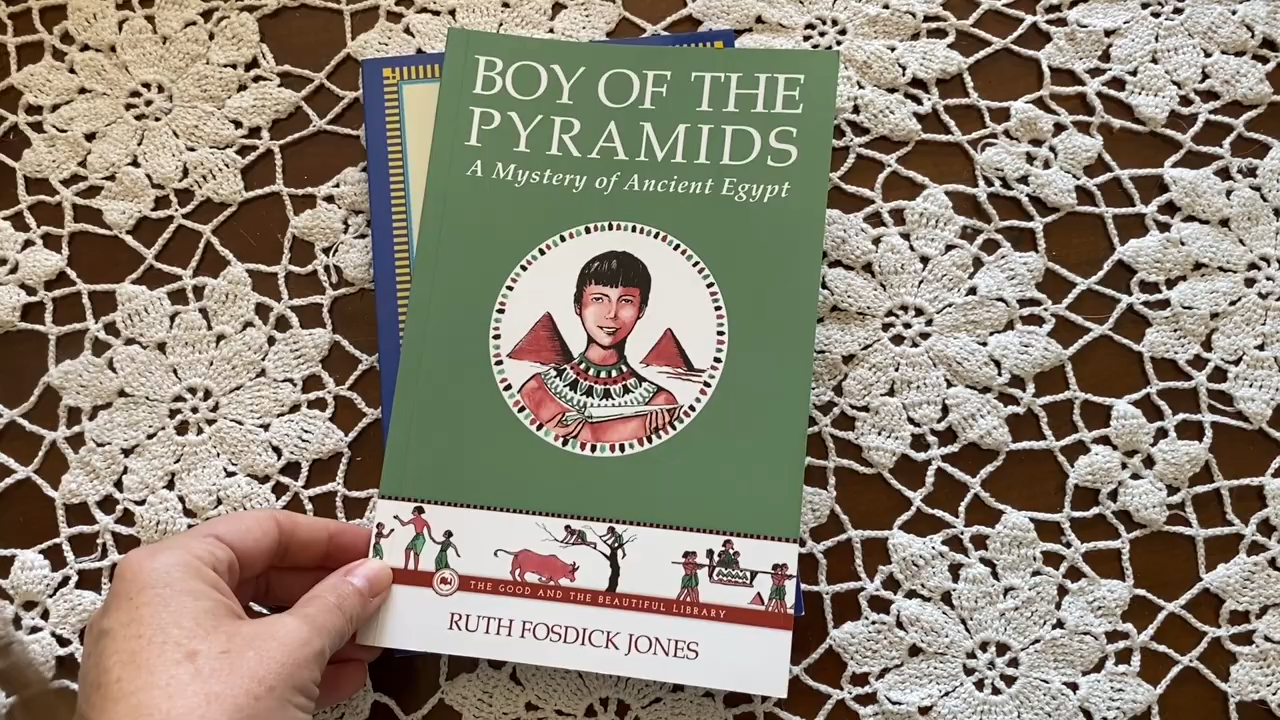 BOY OF THE
PYRAMIDS
A Mystery of Ancient Egypt
THE GOOD AND THE BEAUTIFUL LIBRARY
RUTH FOSDICK JONES